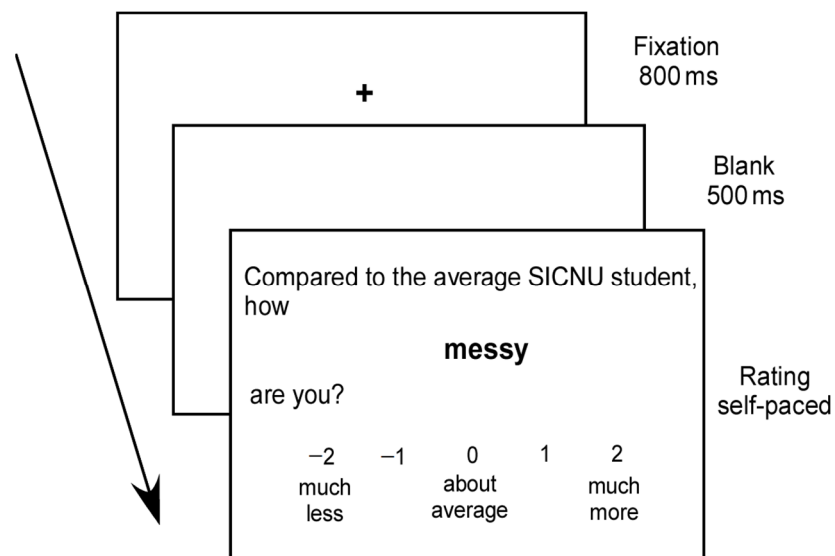 Fixation
800 ms
+
Blank
500 ms
Compared to the average SICNU student,
how
messy
are you?
Rating
self-paced
−2 −1 0 1 2
much about much
less average more